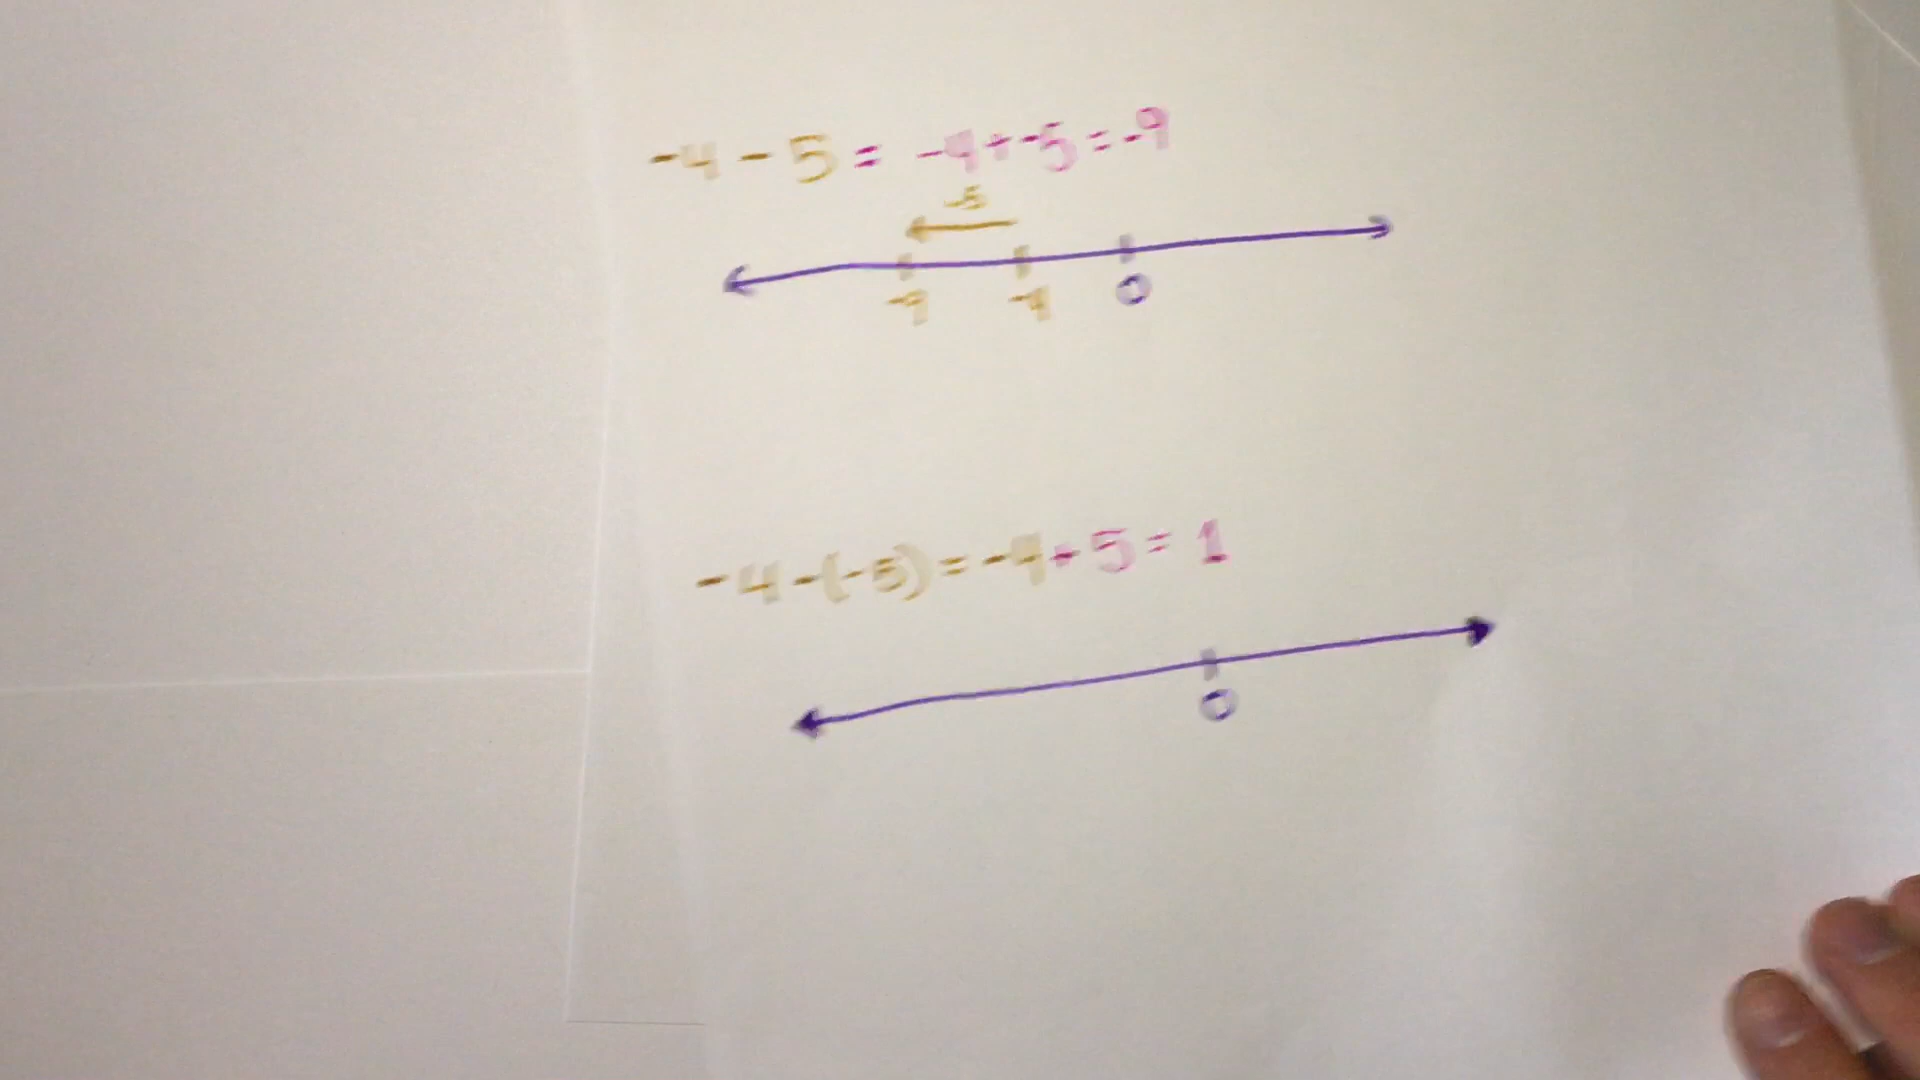 -4 - 5 = -4 + -5 = -9
-5
-9 -4 0
-4 - (-5) = -4 + 5 = 1
0